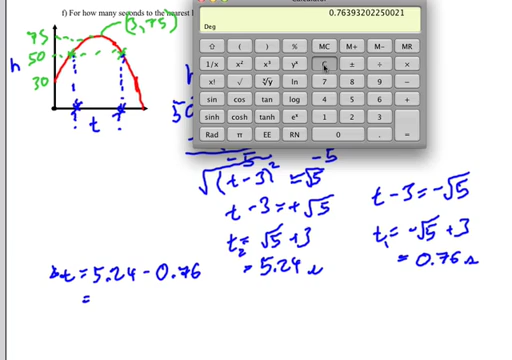 f) For how many seconds to the nearest
(3, 75)
75
50
30
h
t
0.76393202250021
Deg
⇧ ( ) % MC M+ M- MR
1/x x² x³ yˣ C ± ÷ ×
x! √ ln 7 8 9 -
sin cos tan log 4 5 6 +
sinh cosh tanh eˣ 1 2 3 =
Rad π EE RN 0 .
h
50
-5 -5
√(t-3)² = √5
t-3 = +√5
t₂ = √5 +3
= 5.24 s
t-3 = -√5
t₁ = -√5 +3
= 0.76 s
Δt = 5.24 - 0.76
=